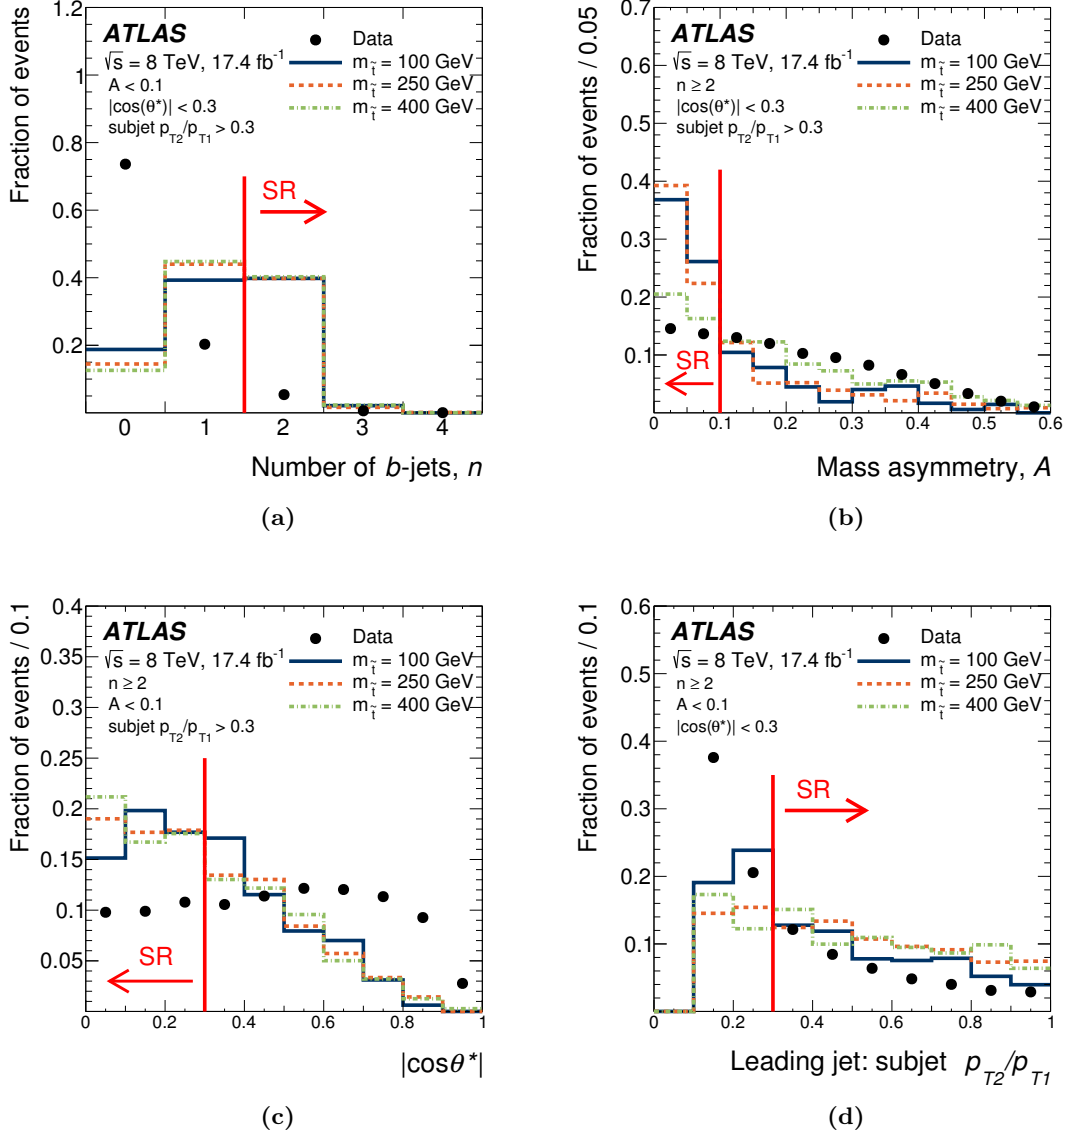 Fraction of events
1.2
1
0.8
0.6
0.4
0.2
ATLAS
√s = 8 TeV, 17.4 fb⁻¹
A < 0.1
|cos(θ*)| < 0.3
subjet p_T2/p_T1 > 0.3
Data
m_t̃ = 100 GeV
m_t̃ = 250 GeV
m_t̃ = 400 GeV
SR
0 1 2 3 4
Number of b-jets, n
(a)
Fraction of events / 0.05
0.7
0.6
0.5
0.4
0.3
0.2
0.1
ATLAS
√s = 8 TeV, 17.4 fb⁻¹
n ≥ 2
|cos(θ*)| < 0.3
subjet p_T2/p_T1 > 0.3
Data
m_t̃ = 100 GeV
m_t̃ = 250 GeV
m_t̃ = 400 GeV
SR
0 0.1 0.2 0.3 0.4 0.5 0.6
Mass asymmetry, A
(b)
Fraction of events / 0.1
0.4
0.35
0.3
0.25
0.2
0.15
0.1
0.05
ATLAS
√s = 8 TeV, 17.4 fb⁻¹
n ≥ 2
A < 0.1
subjet p_T2/p_T1 > 0.3
Data
m_t̃ = 100 GeV
m_t̃ = 250 GeV
m_t̃ = 400 GeV
SR
0 0.2 0.4 0.6 0.8 1
|cosθ*|
(c)
Fraction of events / 0.1
0.6
0.5
0.4
0.3
0.2
0.1
ATLAS
√s = 8 TeV, 17.4 fb⁻¹
n ≥ 2
A < 0.1
|cos(θ*)| < 0.3
Data
m_t̃ = 100 GeV
m_t̃ = 250 GeV
m_t̃ = 400 GeV
SR
0 0.2 0.4 0.6 0.8 1
Leading jet: subjet p_T2/p_T1
(d)